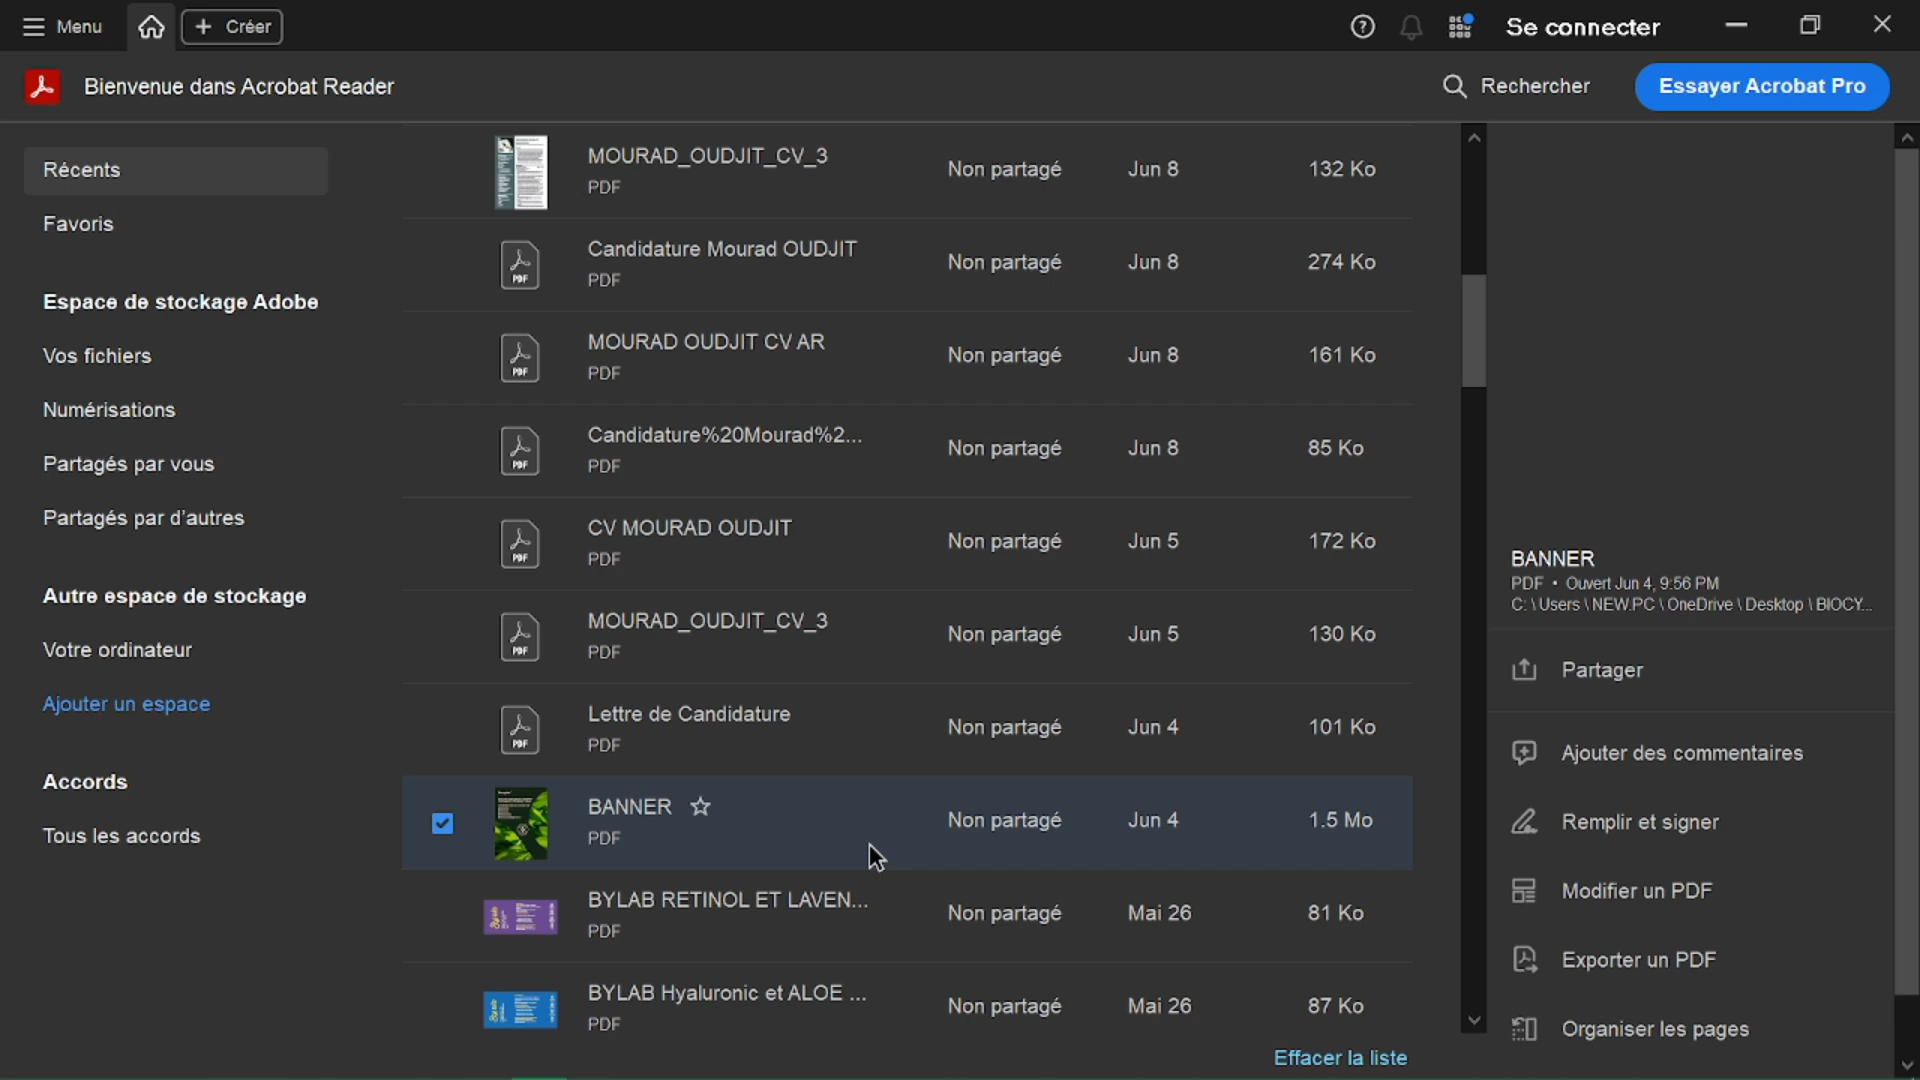 Menu
Créer
Se connecter
Bienvenue dans Acrobat Reader
Rechercher
Essayer Acrobat Pro
Récents
Favoris
Espace de stockage Adobe
Vos fichiers
Numérisations
Partagés par vous
Partagés par d'autres
Autre espace de stockage
Votre ordinateur
Ajouter un espace
Accords
Tous les accords
MOURAD_OUDJIT_CV_3
PDF
Non partagé
Jun 8
132 Ko
Candidature Mourad OUDJIT
PDF
Non partagé
Jun 8
274 Ko
MOURAD OUDJIT CV AR
PDF
Non partagé
Jun 8
161 Ko
Candidature%20Mourad%2...
PDF
Non partagé
Jun 8
85 Ko
CV MOURAD OUDJIT
PDF
Non partagé
Jun 5
172 Ko
MOURAD_OUDJIT_CV_3
PDF
Non partagé
Jun 5
130 Ko
Lettre de Candidature
PDF
Non partagé
Jun 4
101 Ko
BANNER
PDF
Non partagé
Jun 4
1.5 Mo
BYLAB RETINOL ET LAVEN...
PDF
Non partagé
Mai 26
81 Ko
BYLAB Hyaluronic et ALOE ...
PDF
Non partagé
Mai 26
87 Ko
Effacer la liste
BANNER
PDF • Ouvert Jun 4, 9:56 PM
C: \ Users \ NEW.PC \ OneDrive \ Desktop \ BIOCY...
Partager
Ajouter des commentaires
Remplir et signer
Modifier un PDF
Exporter un PDF
Organiser les pages